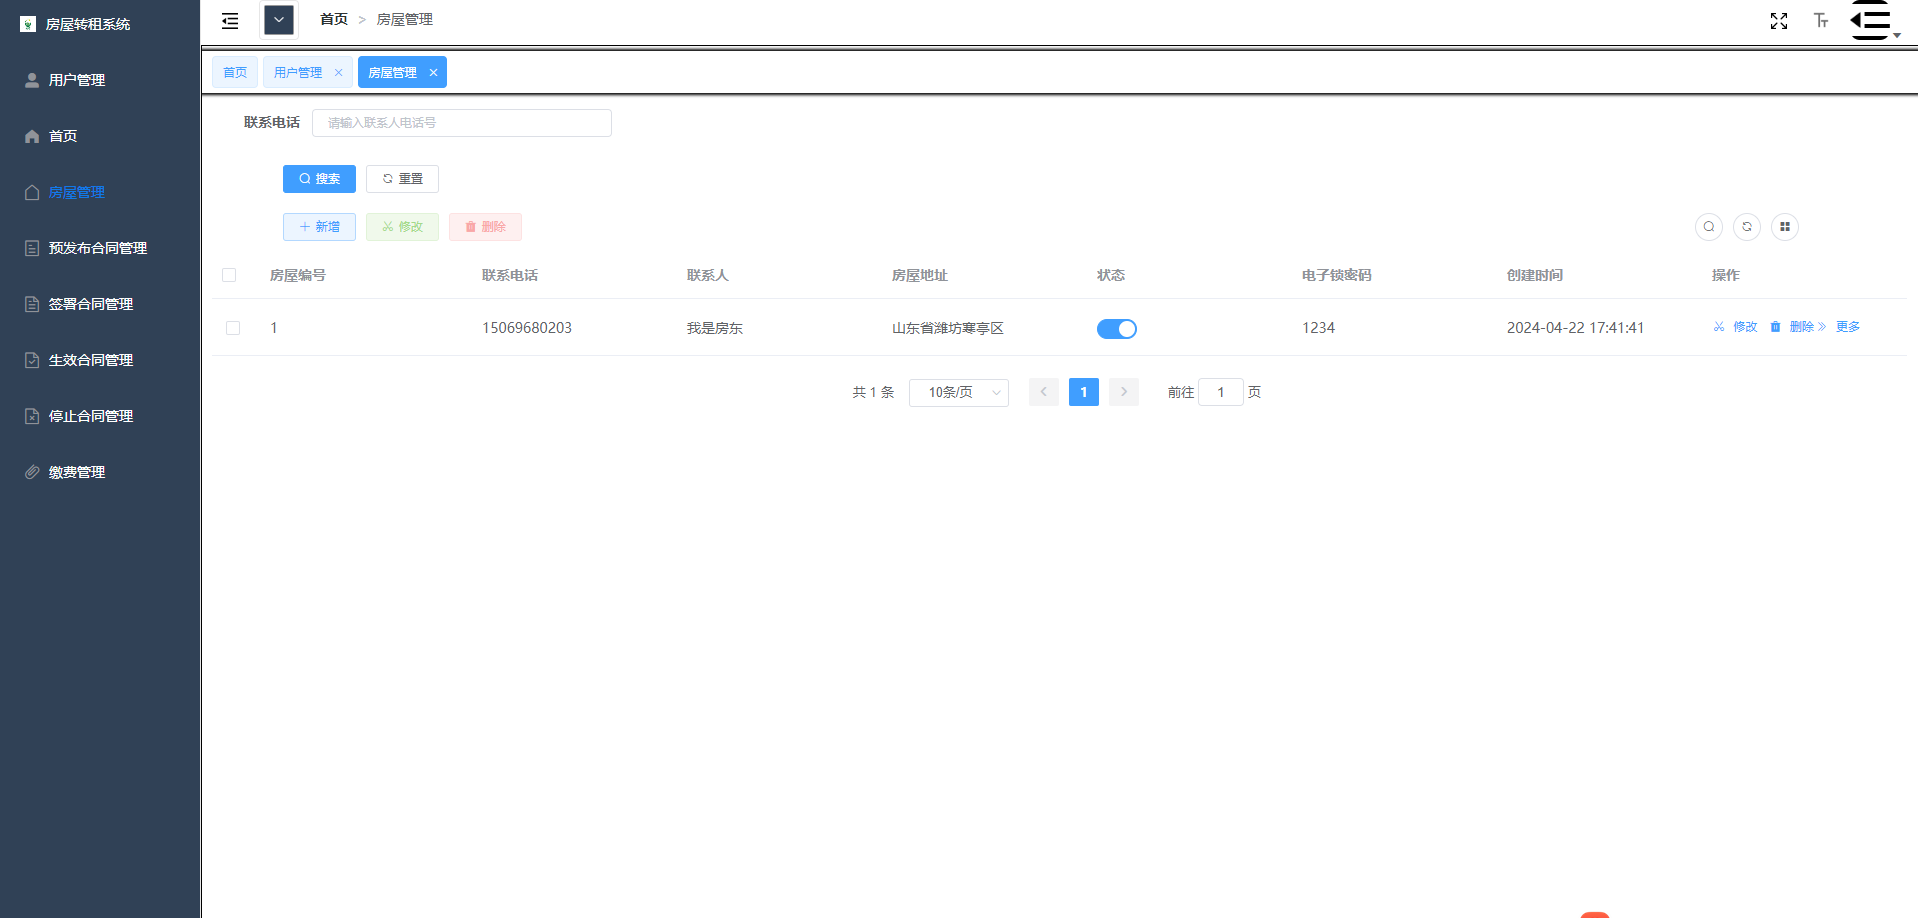 房屋转租系统
用户管理
首页
房屋管理
预发布合同管理
签署合同管理
生效合同管理
停止合同管理
缴费管理
首页 > 房屋管理
首页 用户管理 房屋管理
联系电话 请输入联系人电话号
搜索 重置
新增 修改 删除
房屋编号 联系电话 联系人 房屋地址 状态 电子锁密码 创建时间 操作
1 15069680203 我是房东 山东省潍坊寒亭区 1234 2024-04-22 17:41:41 修改 删除 更多
共 1 条 10条/页 1 前往 1 页